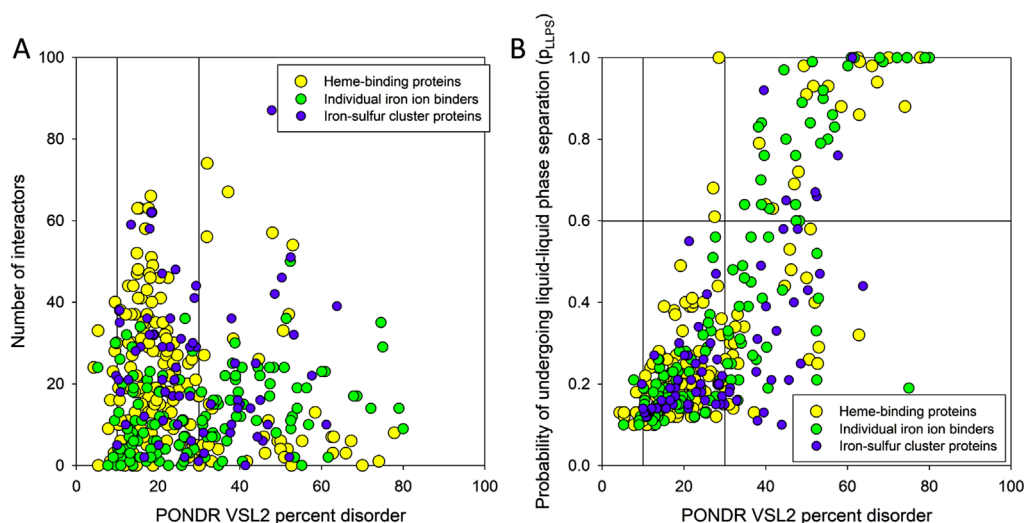 A
Number of interactors
100
80
60
40
20
0
Heme-binding proteins
Individual iron ion binders
Iron-sulfur cluster proteins
0 20 40 60 80 100
PONDR VSL2 percent disorder
B
Probability of undergoing liquid-liquid phase separation (pLLPS)
1.0
0.8
0.6
0.4
0.2
0.0
Heme-binding proteins
Individual iron ion binders
Iron-sulfur cluster proteins
0 20 40 60 80 100
PONDR VSL2 percent disorder